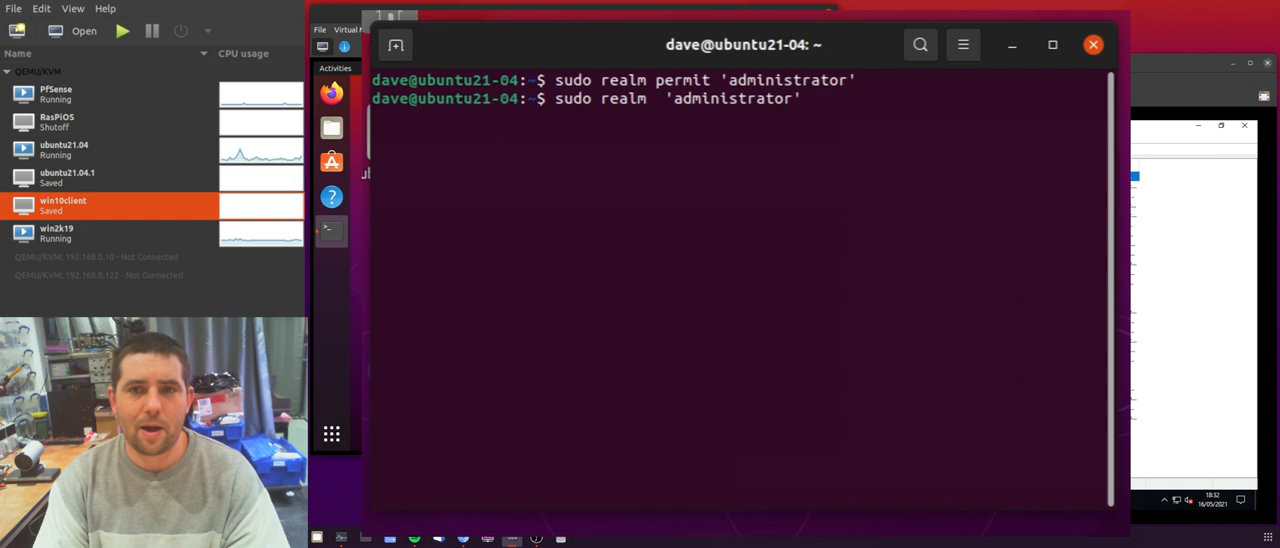 File Edit View Help
Open
Name CPU usage
QEMU/KVM
PfSense
Running
RasPiOS
Shutoff
ubuntu21.04
Running
ubuntu21.04.1
Saved
win10client
Saved
win2k19
Running
QEMU/KVM: 192.168.0.10 - Not Connected
QEMU/KVM: 192.168.0.122 - Not Connected
File Virtual M
Activities
dave@ubuntu21-04: ~
dave@ubuntu21-04:~$ sudo realm permit 'administrator'
dave@ubuntu21-04:~$ sudo realm  'administrator'
18:32
16/05/2021